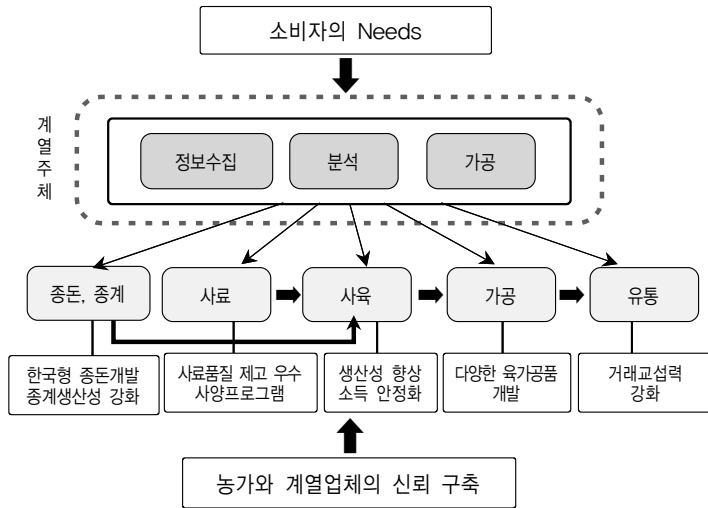 소비자의 Needs
계열주체
정보수집
분석
가공
종돈, 종계
사료
사육
가공
유통
한국형 종돈개발
종계생산성 강화
사료품질 제고 우수
사양프로그램
생산성 향상
소득 안정화
다양한 육가공품
개발
거래교섭력
강화
농가와 계열업체의 신뢰 구축